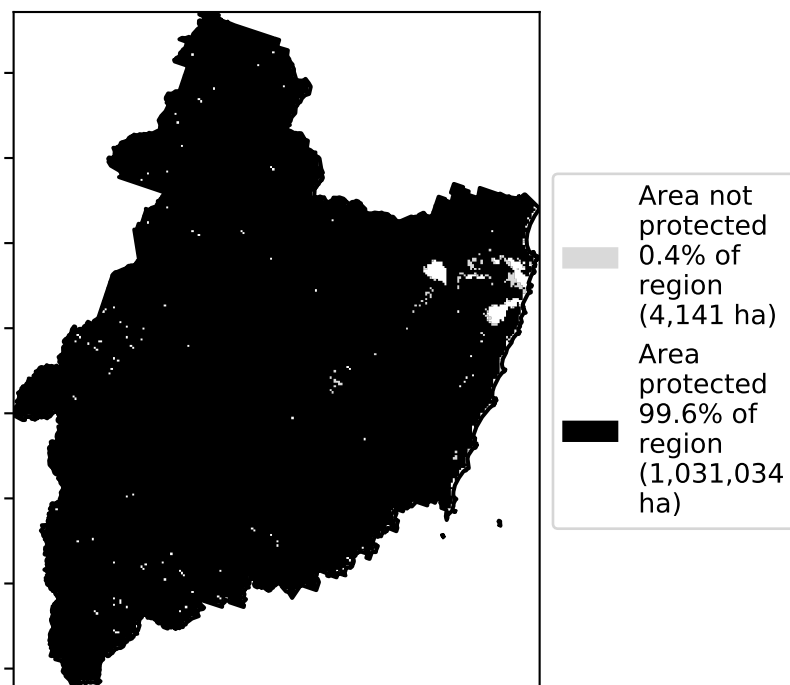 Area not
protected
0.4% of
region
(4,141 ha)
Area
protected
99.6% of
region
(1,031,034
ha)